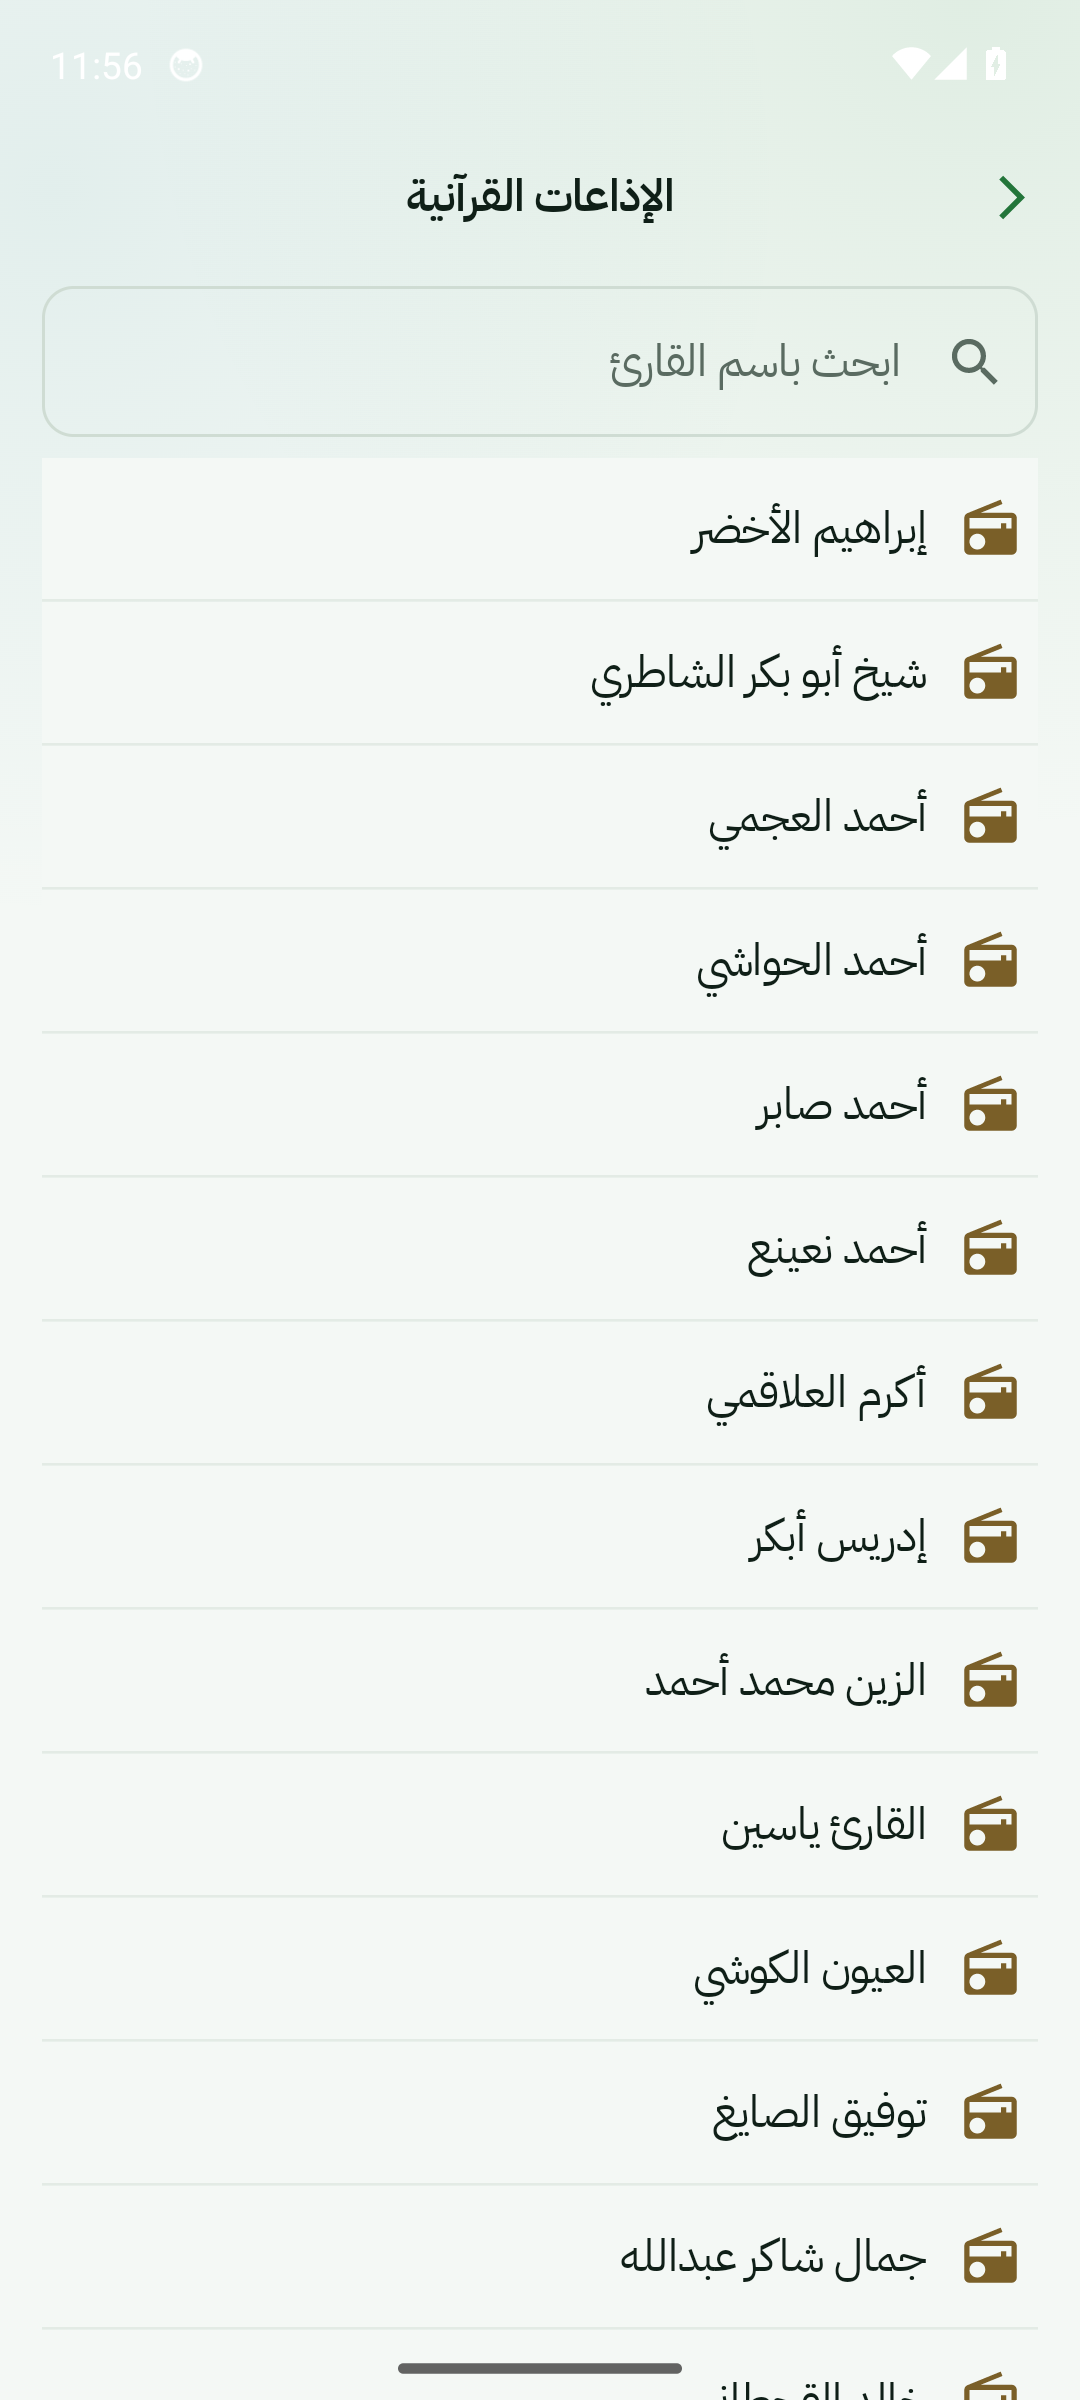 11:56
الإذاعات القرآنية
ابحث باسم القارئ
إبراهيم الأخضر
شيخ أبو بكر الشاطري
أحمد العجمي
أحمد الحواشي
أحمد صابر
أحمد نعينع
أكرم العلاقمي
إدريس أبكر
الزين محمد أحمد
القارئ ياسين
العيون الكوشي
توفيق الصايغ
جمال شاكر عبدالله